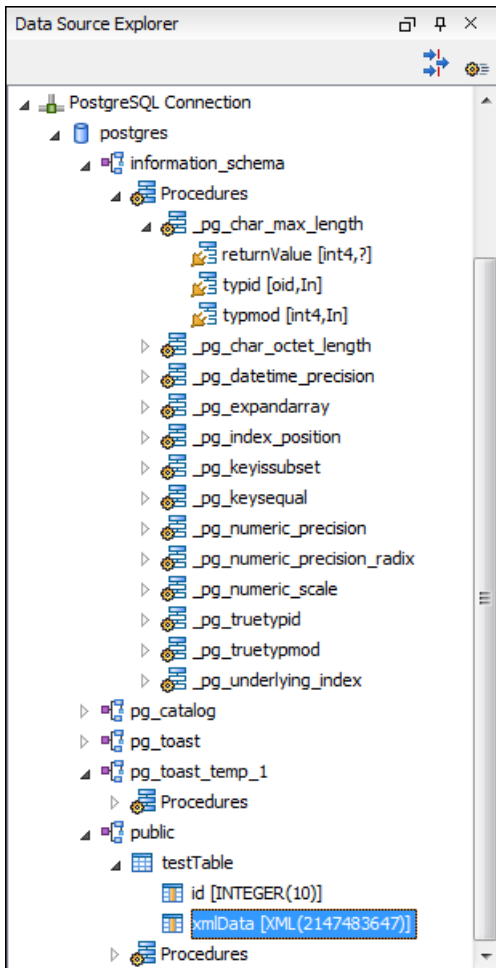 Data Source Explorer
PostgreSQL Connection
postgres
information_schema
Procedures
_pg_char_max_length
returnValue [int4,?]
typid [oid,In]
typmod [int4,In]
_pg_char_octet_length
_pg_datetime_precision
_pg_expandarray
_pg_index_position
_pg_keyissubset
_pg_keysequal
_pg_numeric_precision
_pg_numeric_precision_radix
_pg_numeric_scale
_pg_truetypid
_pg_truetypmod
_pg_underlying_index
pg_catalog
pg_toast
pg_toast_temp_1
Procedures
public
testTable
id [INTEGER(10)]
xmlData [XML(2147483647)]
Procedures